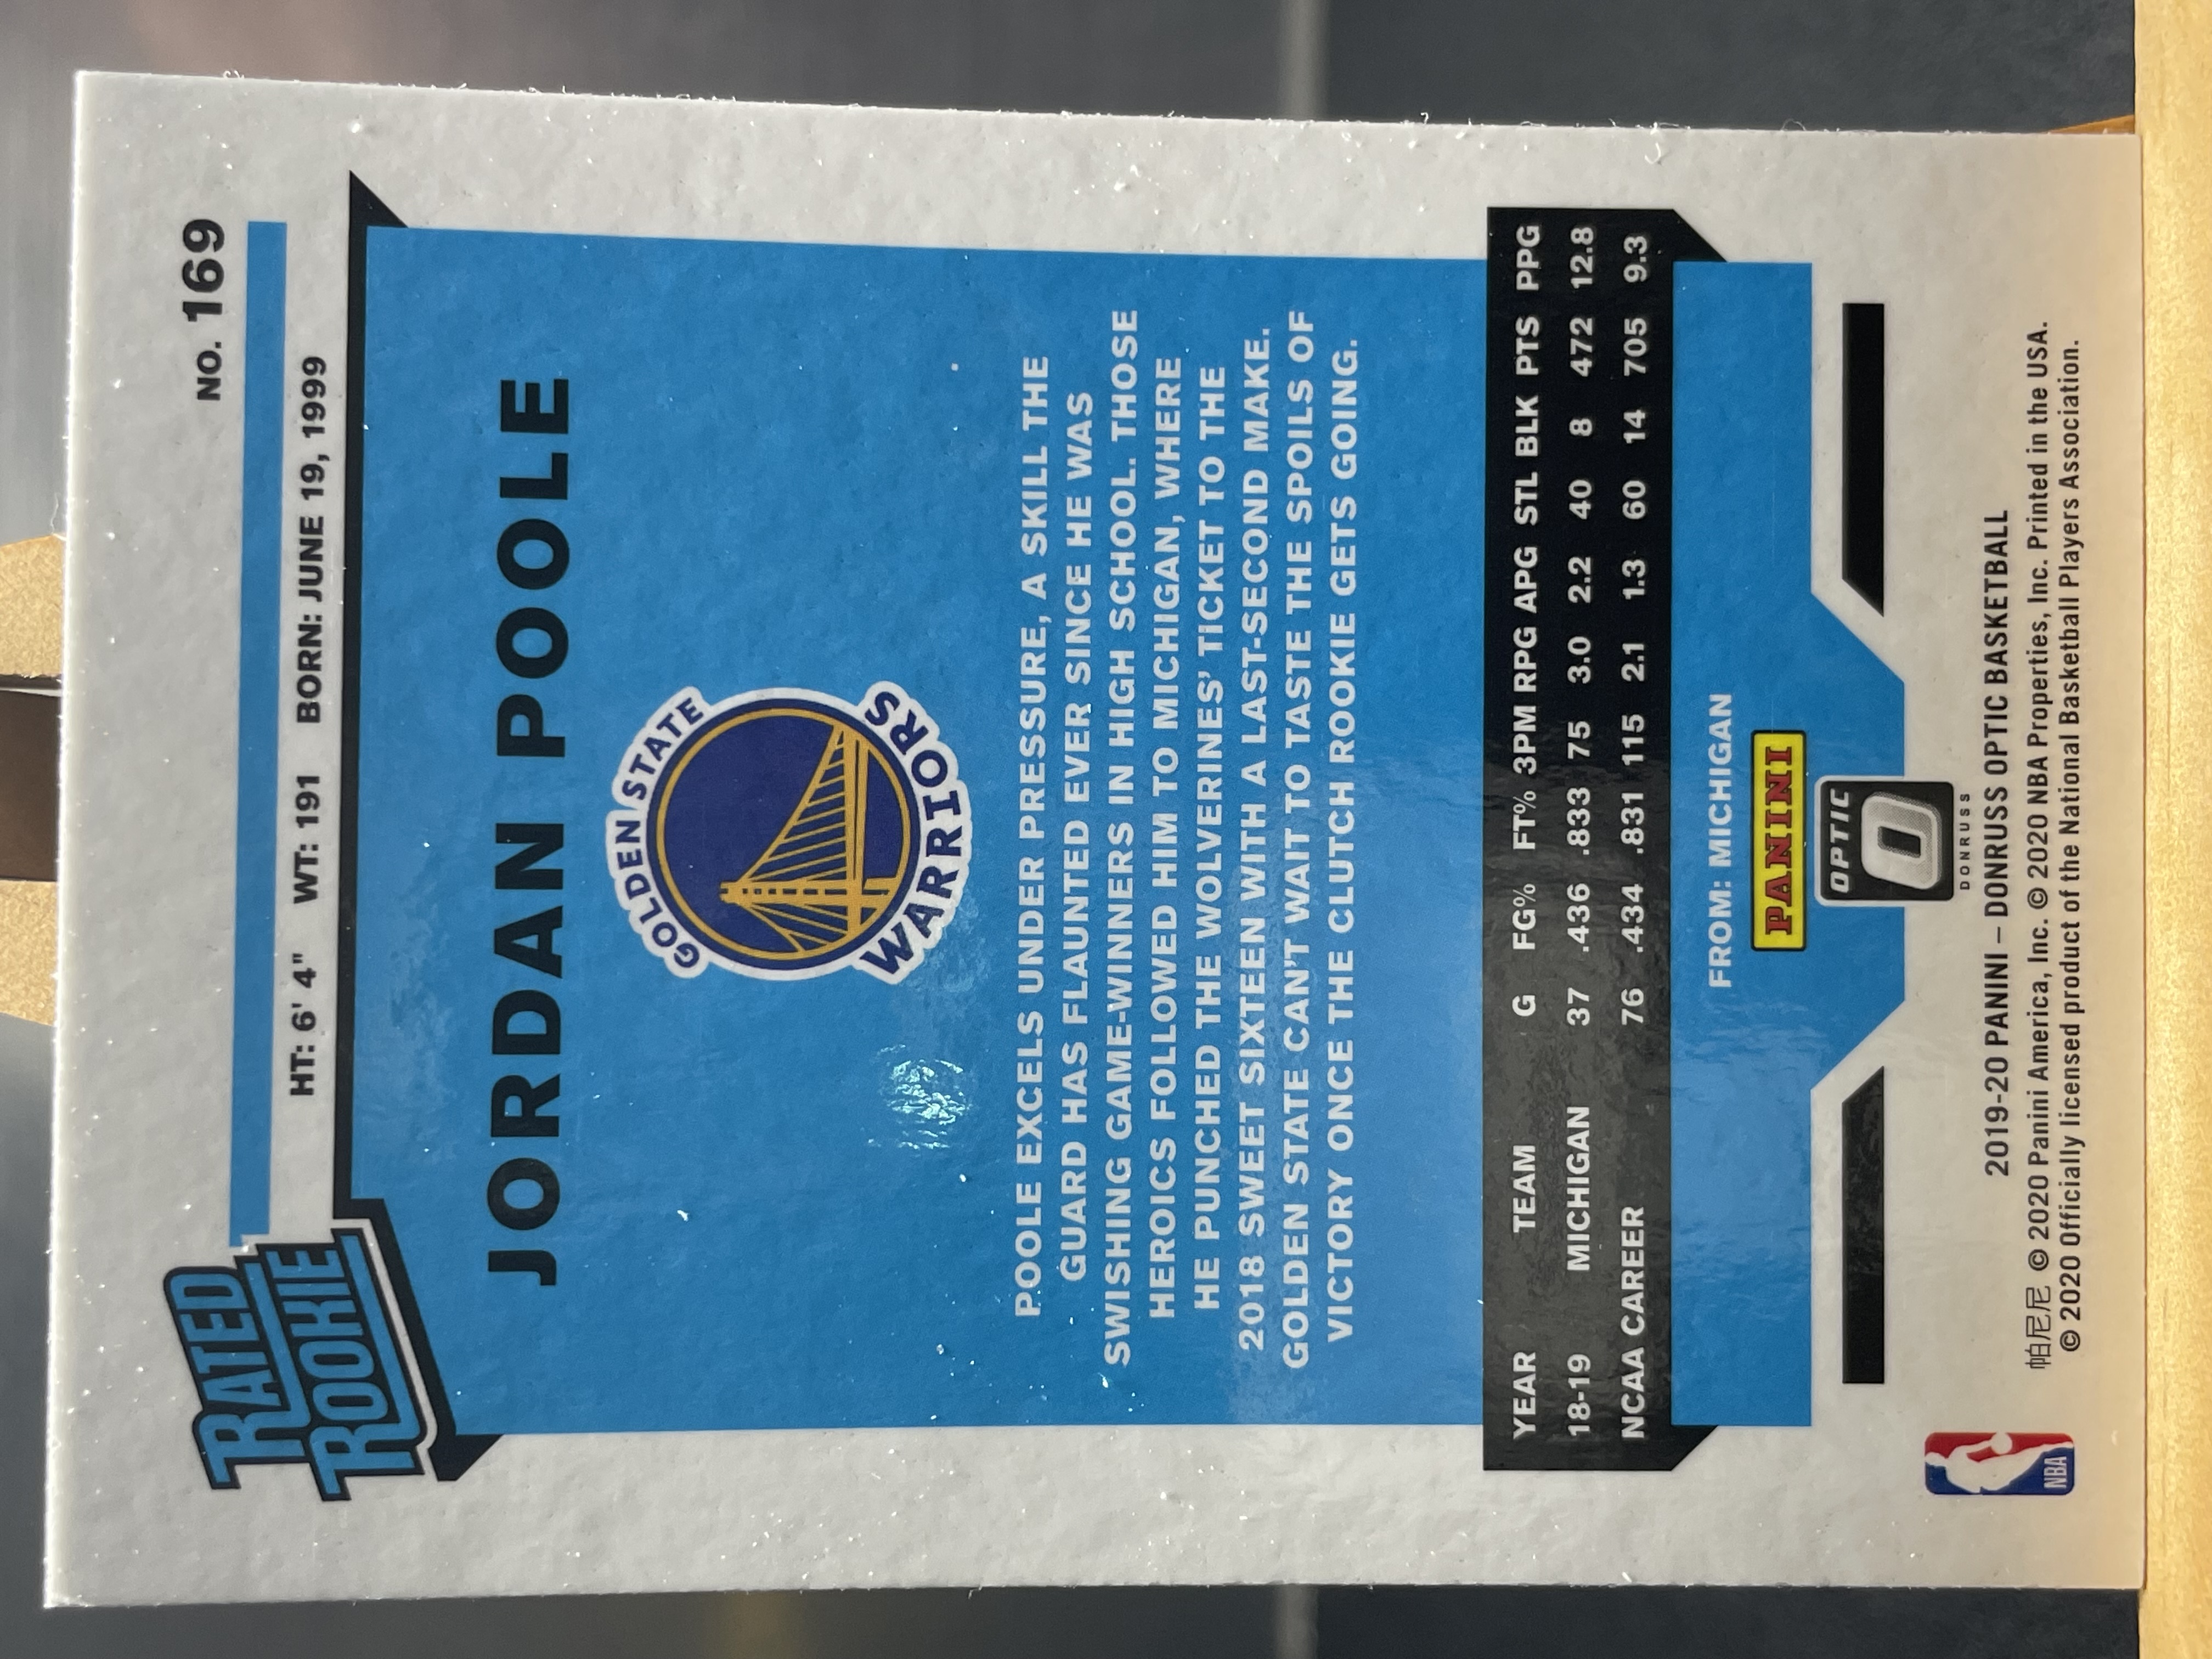 RATED
ROOKIE
NO. 169
HT: 6' 4" WT: 191 BORN: JUNE 19, 1999
JORDAN POOLE
GOLDEN STATE
WARRIORS
POOLE EXCELS UNDER PRESSURE, A SKILL THE
GUARD HAS FLAUNTED EVER SINCE HE WAS
SWISHING GAME-WINNERS IN HIGH SCHOOL. THOSE
HEROICS FOLLOWED HIM TO MICHIGAN, WHERE
HE PUNCHED THE WOLVERINES' TICKET TO THE
2018 SWEET SIXTEEN WITH A LAST-SECOND MAKE.
GOLDEN STATE CAN'T WAIT TO TASTE THE SPOILS OF
VICTORY ONCE THE CLUTCH ROOKIE GETS GOING.
YEAR TEAM G FG% FT% 3PM RPG APG STL BLK PTS PPG
18-19 MICHIGAN 37 .436 .833 75 3.0 2.2 40 8 472 12.8
NCAA CAREER 76 .434 .831 115 2.1 1.3 60 14 705 9.3
FROM: MICHIGAN
PANINI
OPTIC
O
DONRUSS
NBA
2019-20 PANINI – DONRUSS OPTIC BASKETBALL
帕尼尼 © 2020 Panini America, Inc. © 2020 NBA Properties, Inc. Printed in the USA.
© 2020 Officially licensed product of the National Basketball Players Association.